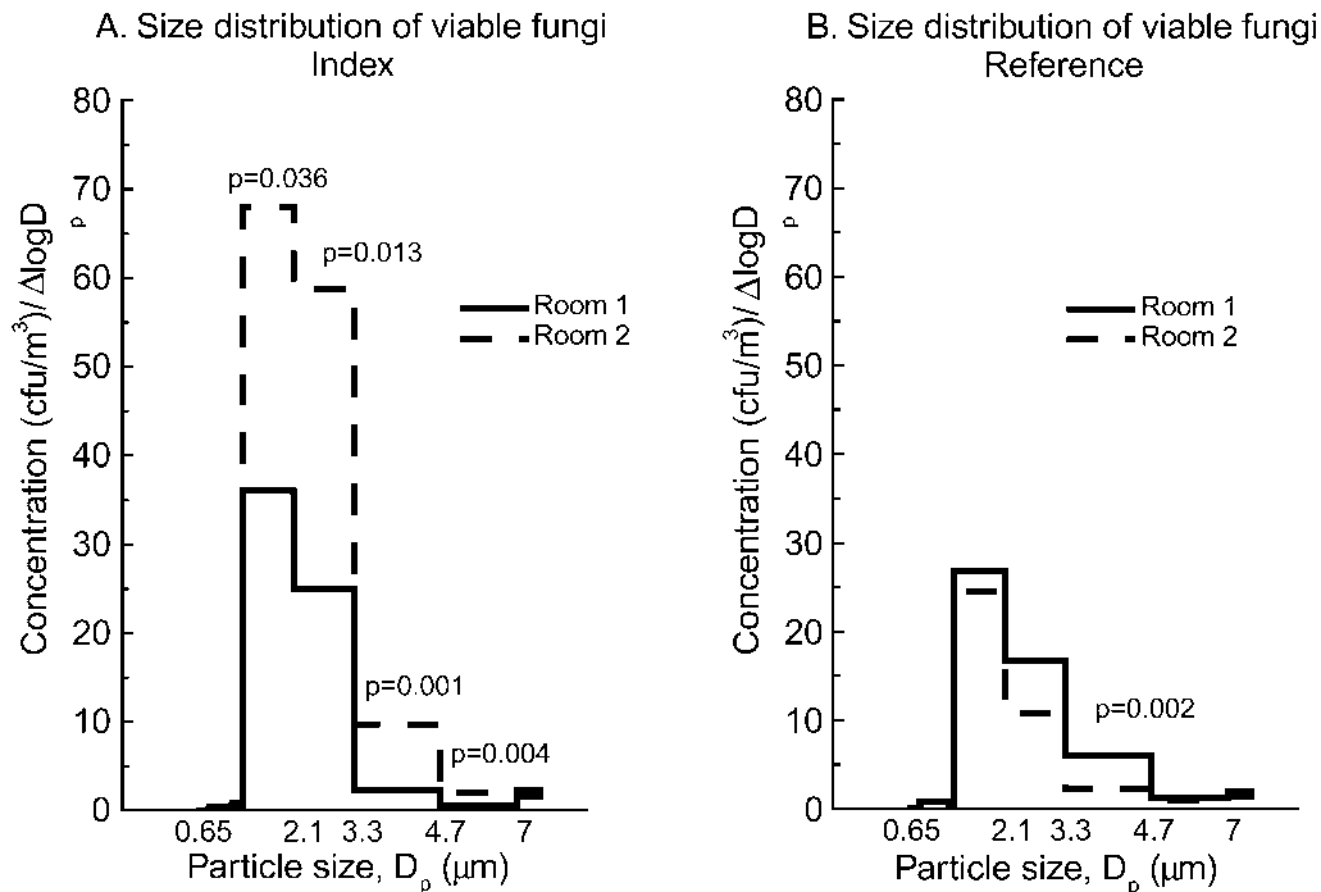 A. Size distribution of viable fungi
Index
80
70
60
50
40
30
20
10
0
Concentration (cfu/m³)/ ΔlogD
p
p=0.036
p=0.013
p=0.001
p=0.004
Room 1
Room 2
0.65 2.1 3.3 4.7 7
Particle size, Dₚ (μm)
B. Size distribution of viable fungi
Reference
80
70
60
50
40
30
20
10
0
Concentration (cfu/m³)/ ΔlogD
p
Room 1
Room 2
p=0.002
0.65 2.1 3.3 4.7 7
Particle size, Dₚ (μm)